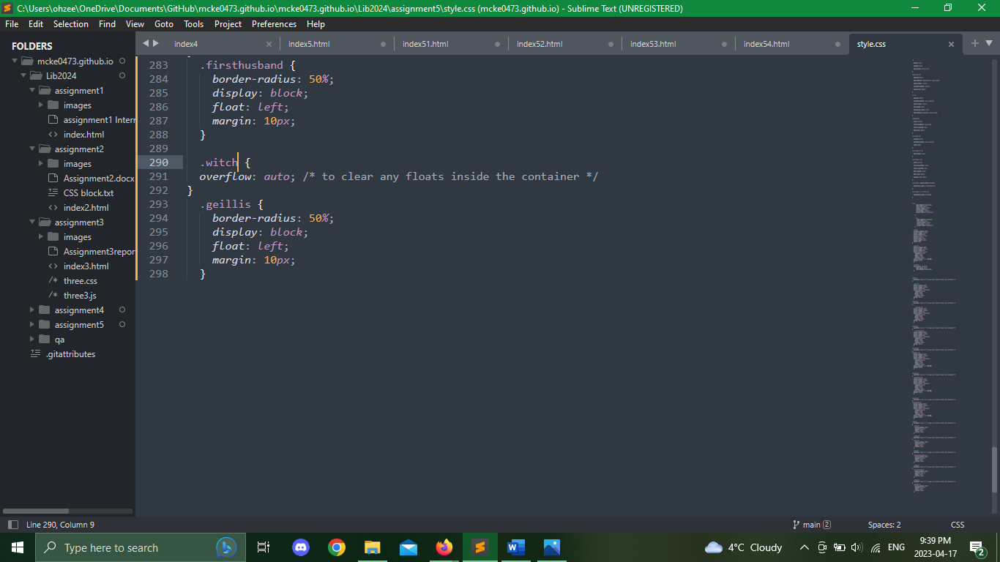 C:\Users\ohzee\OneDrive\Documents\GitHub\mcke0473.github.io\mcke0473.github.io\Lib2024\assignment5\style.css (mcke0473.github.io) - Sublime Text (UNREGISTERED)
File Edit Selection Find View Goto Tools Project Preferences Help
FOLDERS
mcke0473.github.io
Lib2024
assignment1
images
assignment1 Interr
index.html
assignment2
images
Assignment2.docx
CSS block.txt
index2.html
assignment3
images
Assignment3repor
index3.html
three.css
three3.js
assignment4
assignment5
qa
.gitattributes
index4 index5.html index51.html index52.html index53.html index54.html style.css
283 .firsthusband {
284 border-radius: 50%;
285 display: block;
286 float: left;
287 margin: 10px;
288 }
289
290 .witch {
291 overflow: auto; /* to clear any floats inside the container */
292 }
293 .geillis {
294 border-radius: 50%;
295 display: block;
296 float: left;
297 margin: 10px;
298 }
Line 290, Column 9 main 2 Spaces: 2 CSS
Type here to search 4°C Cloudy ENG 9:39 PM
2023-04-17 2